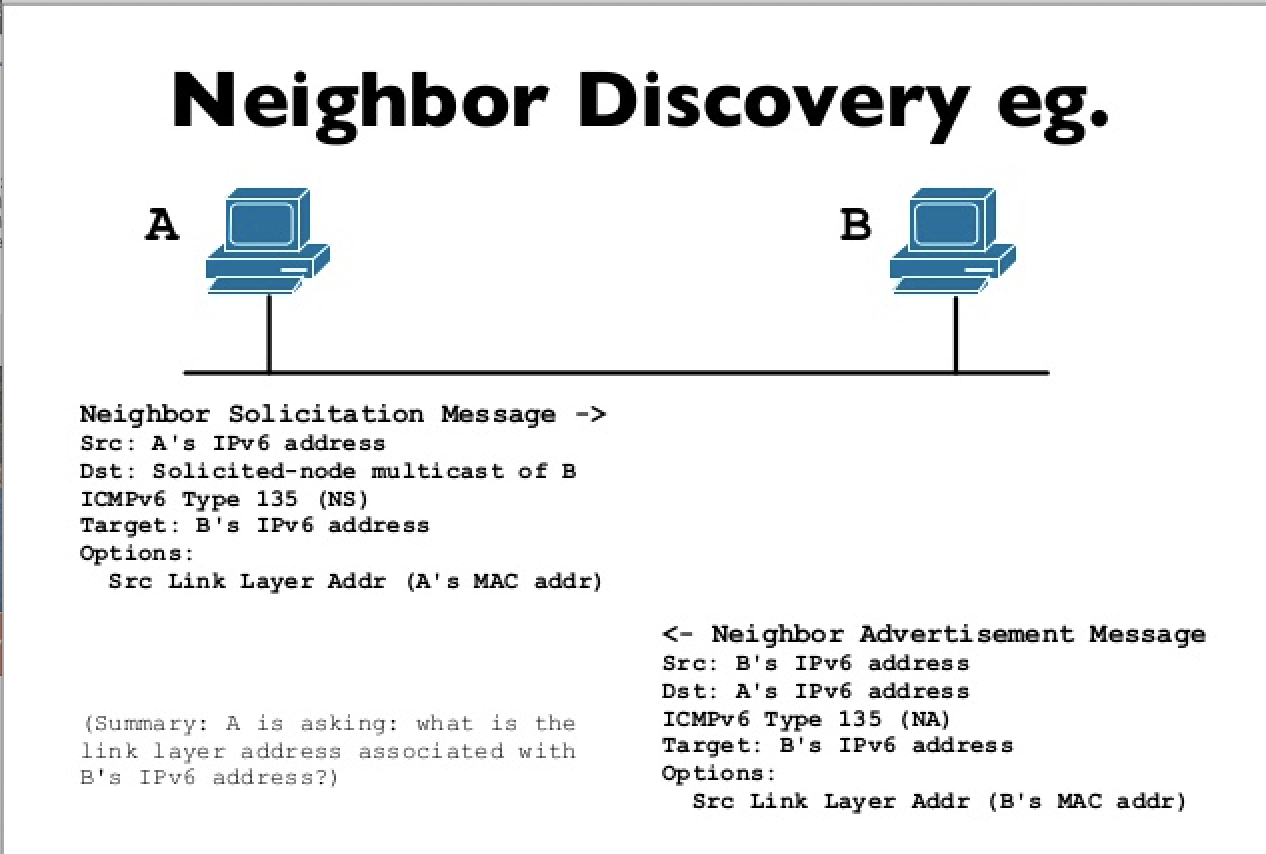 Neighbor Discovery eg.
A
B
Neighbor Solicitation Message ->
Src: A's IPv6 address
Dst: Solicited-node multicast of B
ICMPv6 Type 135 (NS)
Target: B's IPv6 address
Options:
Src Link Layer Addr (A's MAC addr)
<- Neighbor Advertisement Message
Src: B's IPv6 address
Dst: A's IPv6 address
ICMPv6 Type 135 (NA)
Target: B's IPv6 address
Options:
Src Link Layer Addr (B's MAC addr)
(Summary: A is asking: what is the
link layer address associated with
B's IPv6 address?)